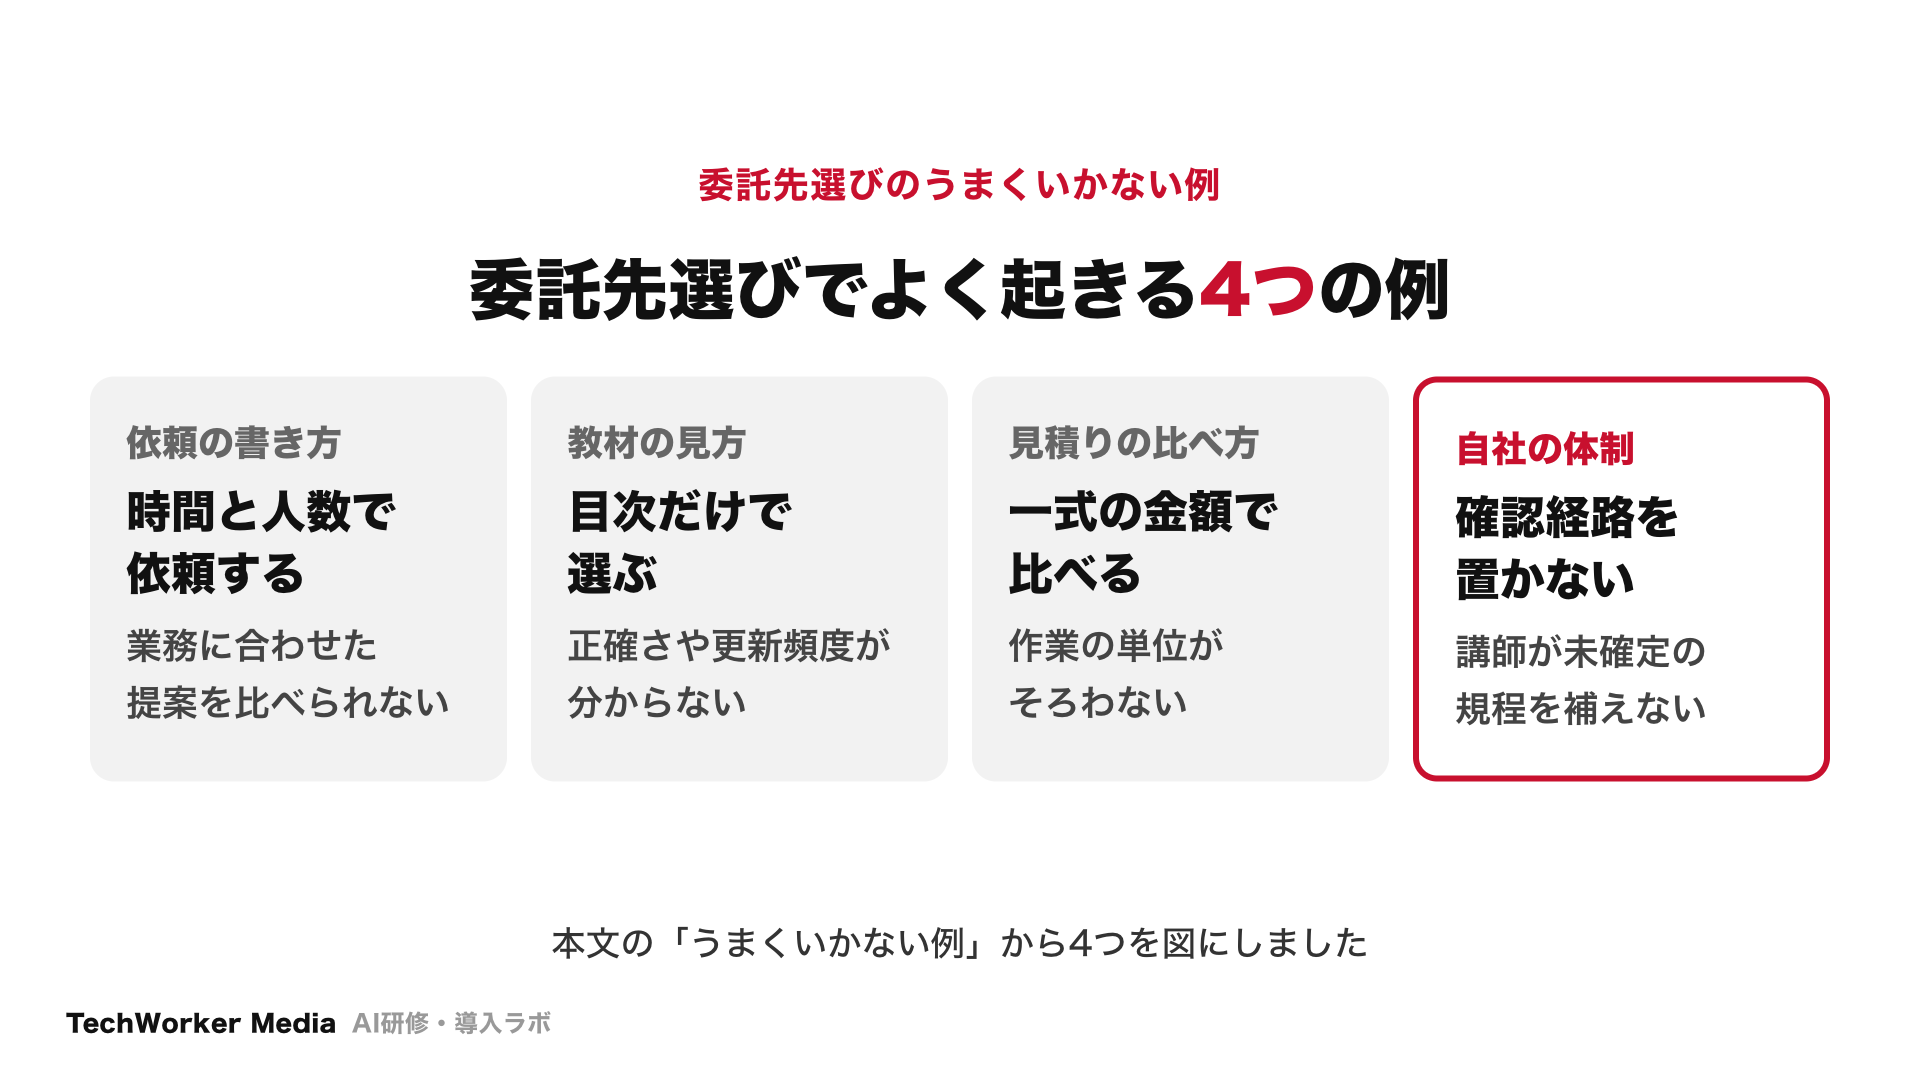 委託先選びのうまくいかない例
委託先選びでよく起きる4つの例
依頼の書き方
時間と人数で
依頼する
業務に合わせた
提案を比べられない
教材の見方
目次だけで
選ぶ
正確さや更新頻度が
分からない
見積りの比べ方
一式の金額で
比べる
作業の単位が
そろわない
自社の体制
確認経路を
置かない
講師が未確定の
規程を補えない
本文の「うまくいかない例」から4つを図にしました
TechWorker Media AI研修・導入ラボ